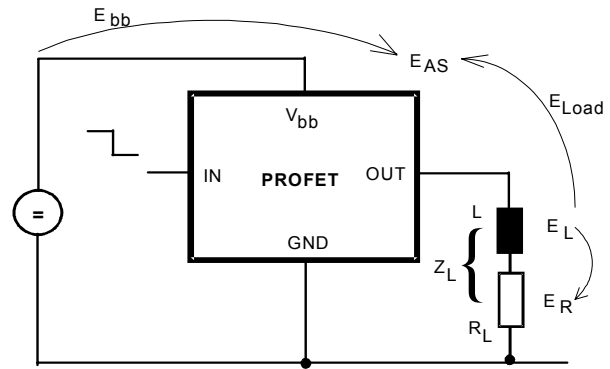 E bb
E AS
E Load
V bb
IN
PROFET
OUT
=
GND
L
E L
Z L
{
E R
R L